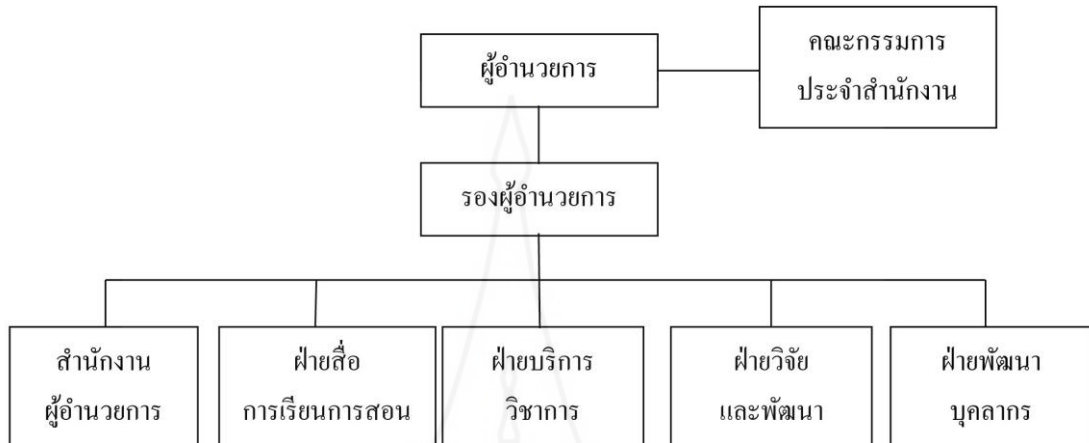 ผู้อำนวยการ
คณะกรรมการ
ประจำสำนักงาน
รองผู้อำนวยการ
สำนักงาน
ผู้อำนวยการ
ฝ่ายสื่อ
การเรียนการสอน
ฝ่ายบริการ
วิชาการ
ฝ่ายวิจัย
และพัฒนา
ฝ่ายพัฒนา
บุคลากร